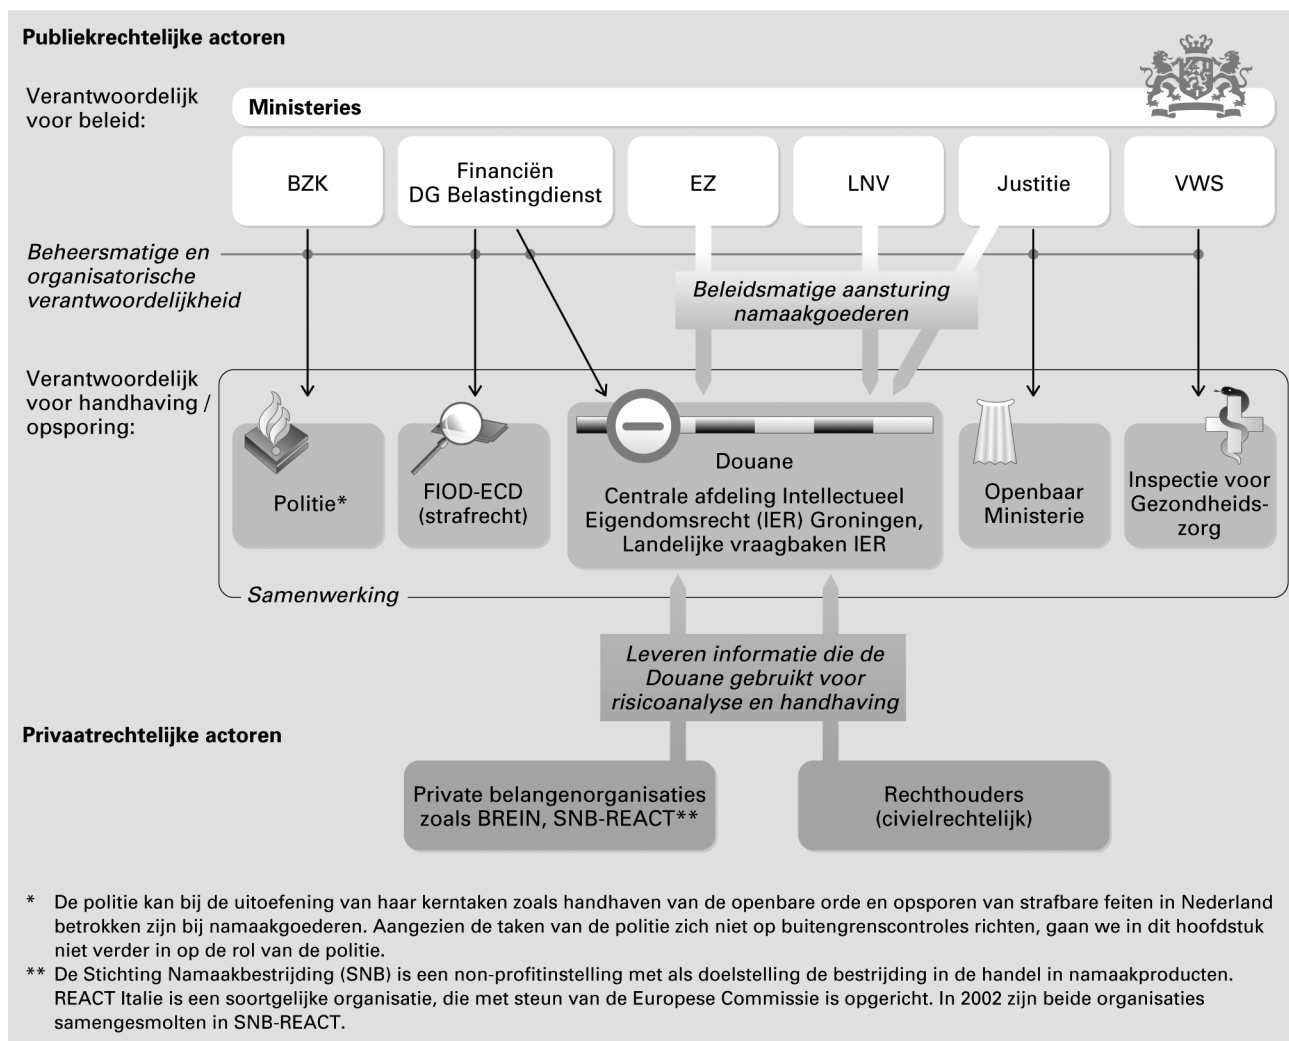 Publiekrechtelijke actoren
Verantwoordelijk
voor beleid:
Ministeries
BZK
Financiën
DG Belastingdienst
EZ
LNV
Justitie
VWS
Beheersmatige en
organisatorische
verantwoordelijkheid
Beleidsmatige aansturing
namaakgoederen
Verantwoordelijk
voor handhaving /
opsporing:
Politie*
FIOD-ECD
(strafrecht)
Douane
Centrale afdeling Intellectueel
Eigendomsrecht (IER) Groningen,
Landelijke vraagbaken IER
Openbaar
Ministerie
Inspectie voor
Gezondheids-
zorg
Samenwerking
Leveren informatie die de
Douane gebruikt voor
risicoanalyse en handhaving
Privaatrechtelijke actoren
Private belangenorganisaties
zoals BREIN, SNB-REACT**
Rechthouders
(civielrechtelijk)
* De politie kan bij de uitoefening van haar kerntaken zoals handhaven van de openbare orde en opsporen van strafbare feiten in Nederland
betrokken zijn bij namaakgoederen. Aangezien de taken van de politie zich niet op buitengrenscontroles richten, gaan we in dit hoofdstuk
niet verder in op de rol van de politie.
** De Stichting Namaakbestrijding (SNB) is een non-profitinstelling met als doelstelling de bestrijding in de handel in namaakproducten.
REACT Italie is een soortgelijke organisatie, die met steun van de Europese Commissie is opgericht. In 2002 zijn beide organisaties
samengesmolten in SNB-REACT.